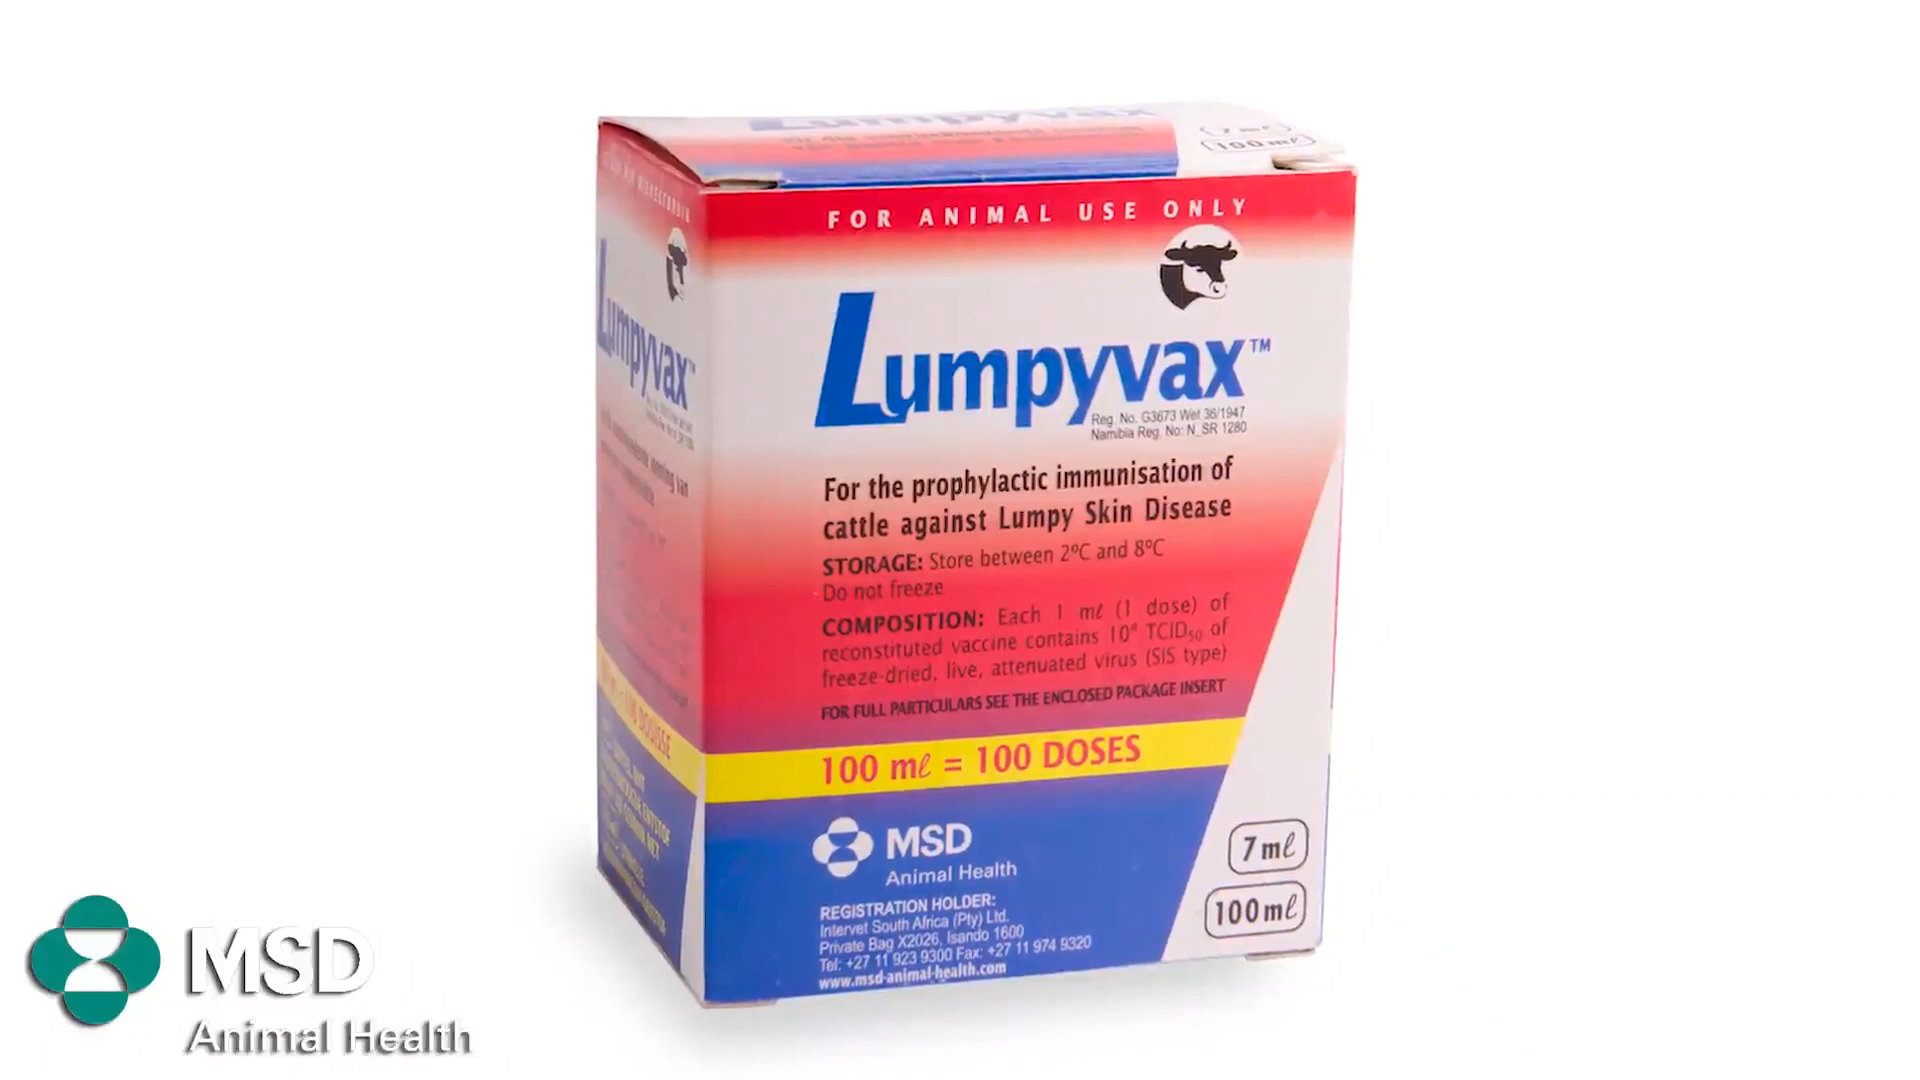 7 ml
100 ml
FOR ANIMAL USE ONLY
Lumpyvax™
Reg. No. G3673 Wet 36/1947
Namibia Reg. No: N_SR 1280
For the prophylactic immunisation of
cattle against Lumpy Skin Disease
STORAGE: Store between 2ºC and 8ºC
Do not freeze
COMPOSITION: Each 1 mℓ (1 dose) of
reconstituted vaccine contains 10⁴ TCID₅₀ of
freeze-dried, live, attenuated virus (SIS type)
FOR FULL PARTICULARS SEE THE ENCLOSED PACKAGE INSERT
100 mℓ = 100 DOSES
MSD
Animal Health
REGISTRATION HOLDER:
Intervet South Africa (Pty) Ltd.
Private Bag X2026, Isando 1600
Tel: +27 11 923 9300 Fax: +27 11 974 9320
www.msd-animal-health.com
7 mℓ
100 mℓ
Lumpyvax™
MSD
Animal Health